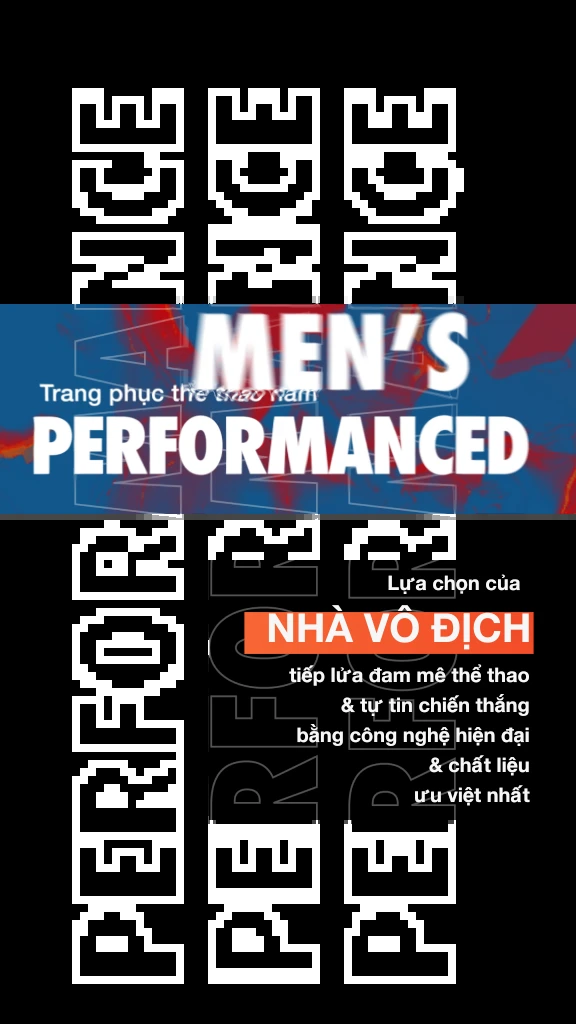 MEN'S
Trang phục thể thao nam
PERFORMANCED
Lựa chọn của
NHÀ VÔ ĐỊCH
tiếp lửa đam mê thể thao
& tự tin chiến thắng
bằng công nghệ hiện đại
& chất liệu
ưu việt nhất
PERFORMANCE
PERFORMANCE
PERFORMANCE